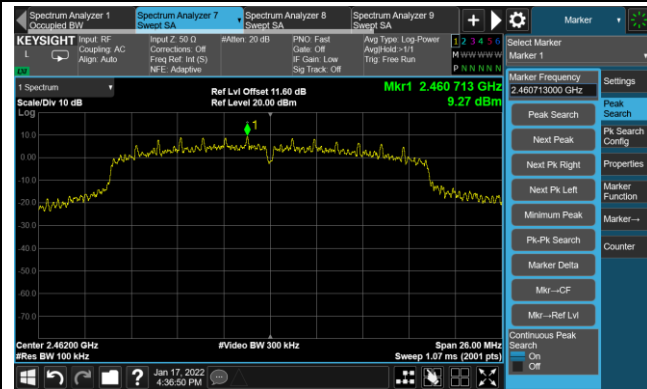 Spectrum Analyzer 1
Occupied BW
Spectrum Analyzer 7
Swept SA
Spectrum Analyzer 8
Swept SA
Spectrum Analyzer 9
Swept SA
Marker
KEYSIGHT
L
Input: RF
Coupling: AC
Align: Auto
Input Z: 50 Ω
Corrections: Off
Freq Ref: Int (S)
NFE: Adaptive
#Atten: 20 dB
PNO: Fast
Gate: Off
IF Gain: Low
Sig Track: Off
Avg Type: Log-Power
Avg|Hold:>1/1
Trig: Free Run
1 2 3 4 5 6
M W W W W W
P N N N N N
Select Marker
Marker 1
1 Spectrum
Scale/Div 10 dB
Log
Ref Lvl Offset 11.60 dB
Ref Level 20.00 dBm
Mkr1 2.460 713 GHz
9.27 dBm
1
10.0
0.00
-10.0
-20.0
-30.0
-40.0
-50.0
-60.0
-70.0
Center 2.46200 GHz
#Res BW 100 kHz
#Video BW 300 kHz
Span 26.00 MHz
Sweep 1.07 ms (2001 pts)
Marker Frequency
2.460713000 GHz
Peak Search
Next Peak
Next Pk Right
Next Pk Left
Minimum Peak
Pk-Pk Search
Marker Delta
Mkr→CF
Mkr→Ref Lvl
Continuous Peak
Search
On
Off
Settings
Peak
Search
Pk Search
Config
Properties
Marker
Function
Marker→
Counter
Jan 17, 2022
4:36:50 PM